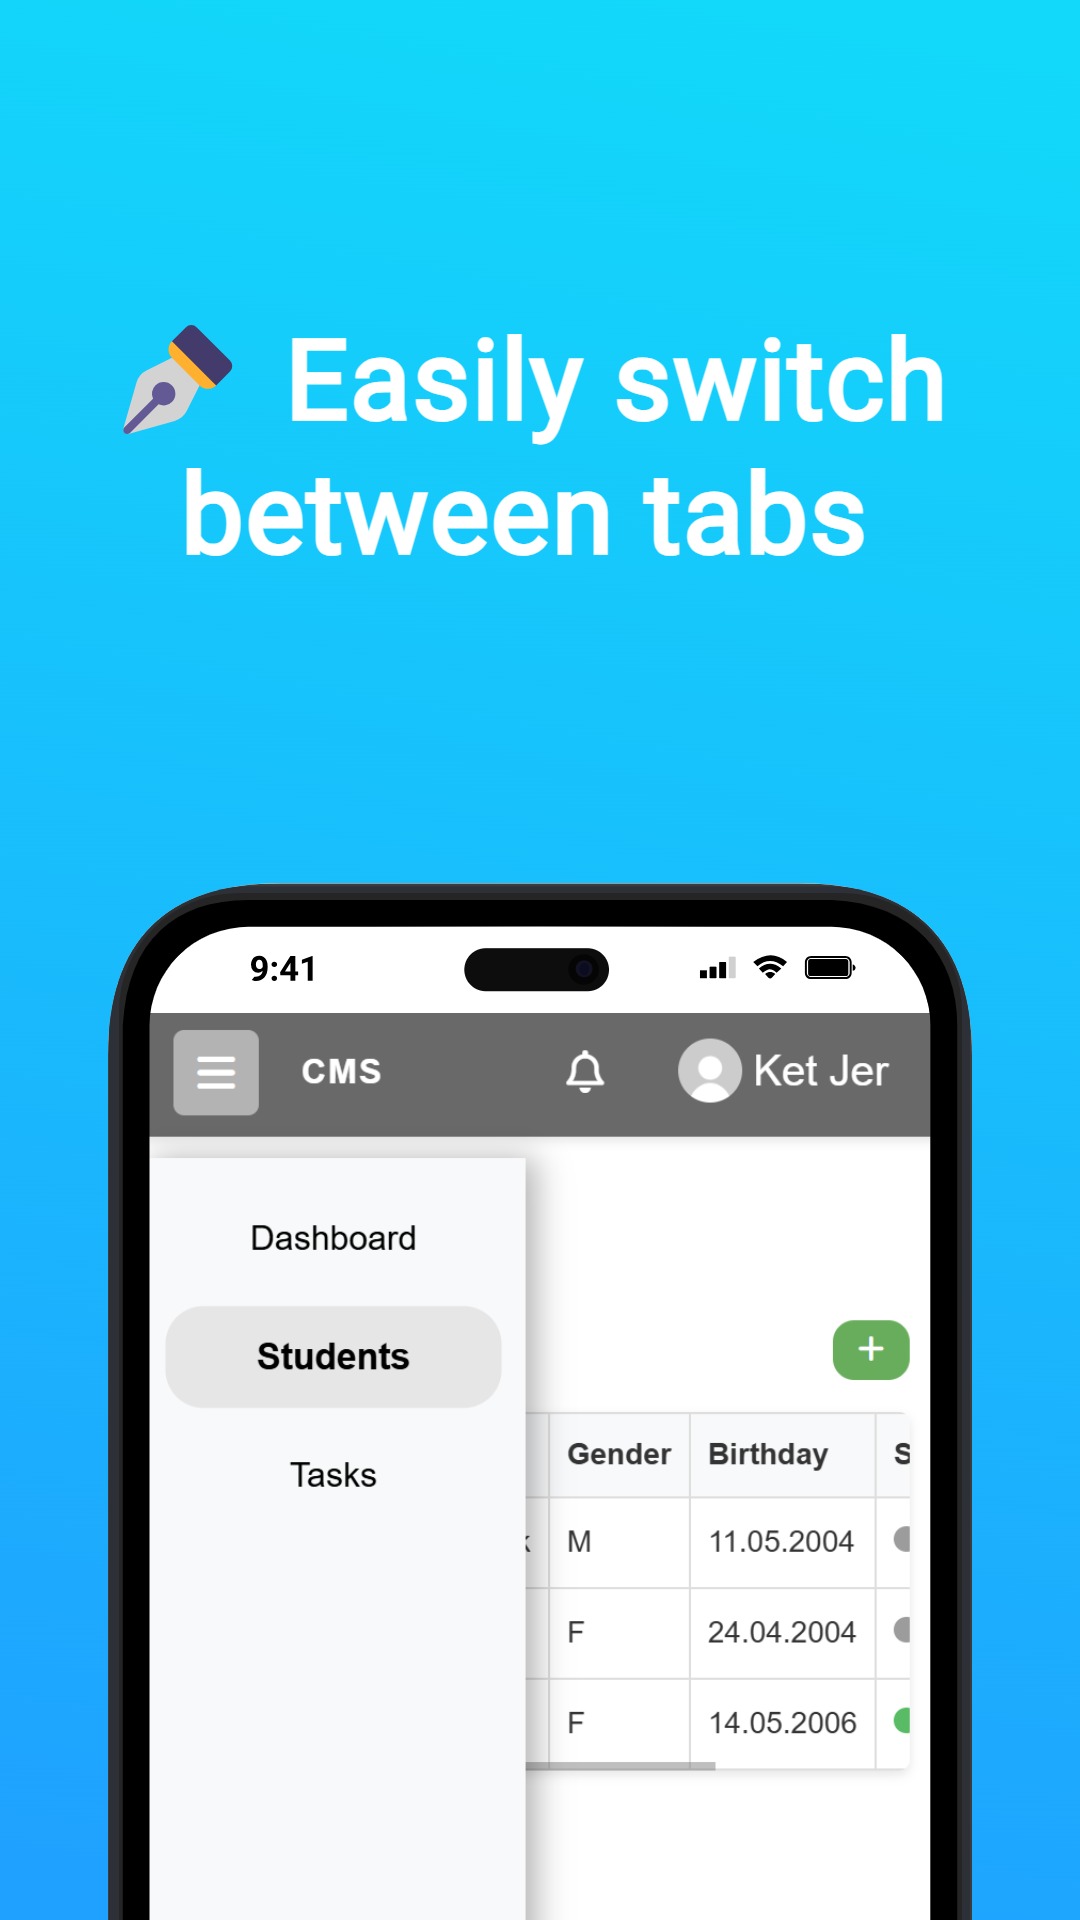 Easily switch
between tabs
9:41
CMS
Ket Jer
Dashboard
Students
Tasks
+
Gender Birthday S
M 11.05.2004
F 24.04.2004
F 14.05.2006